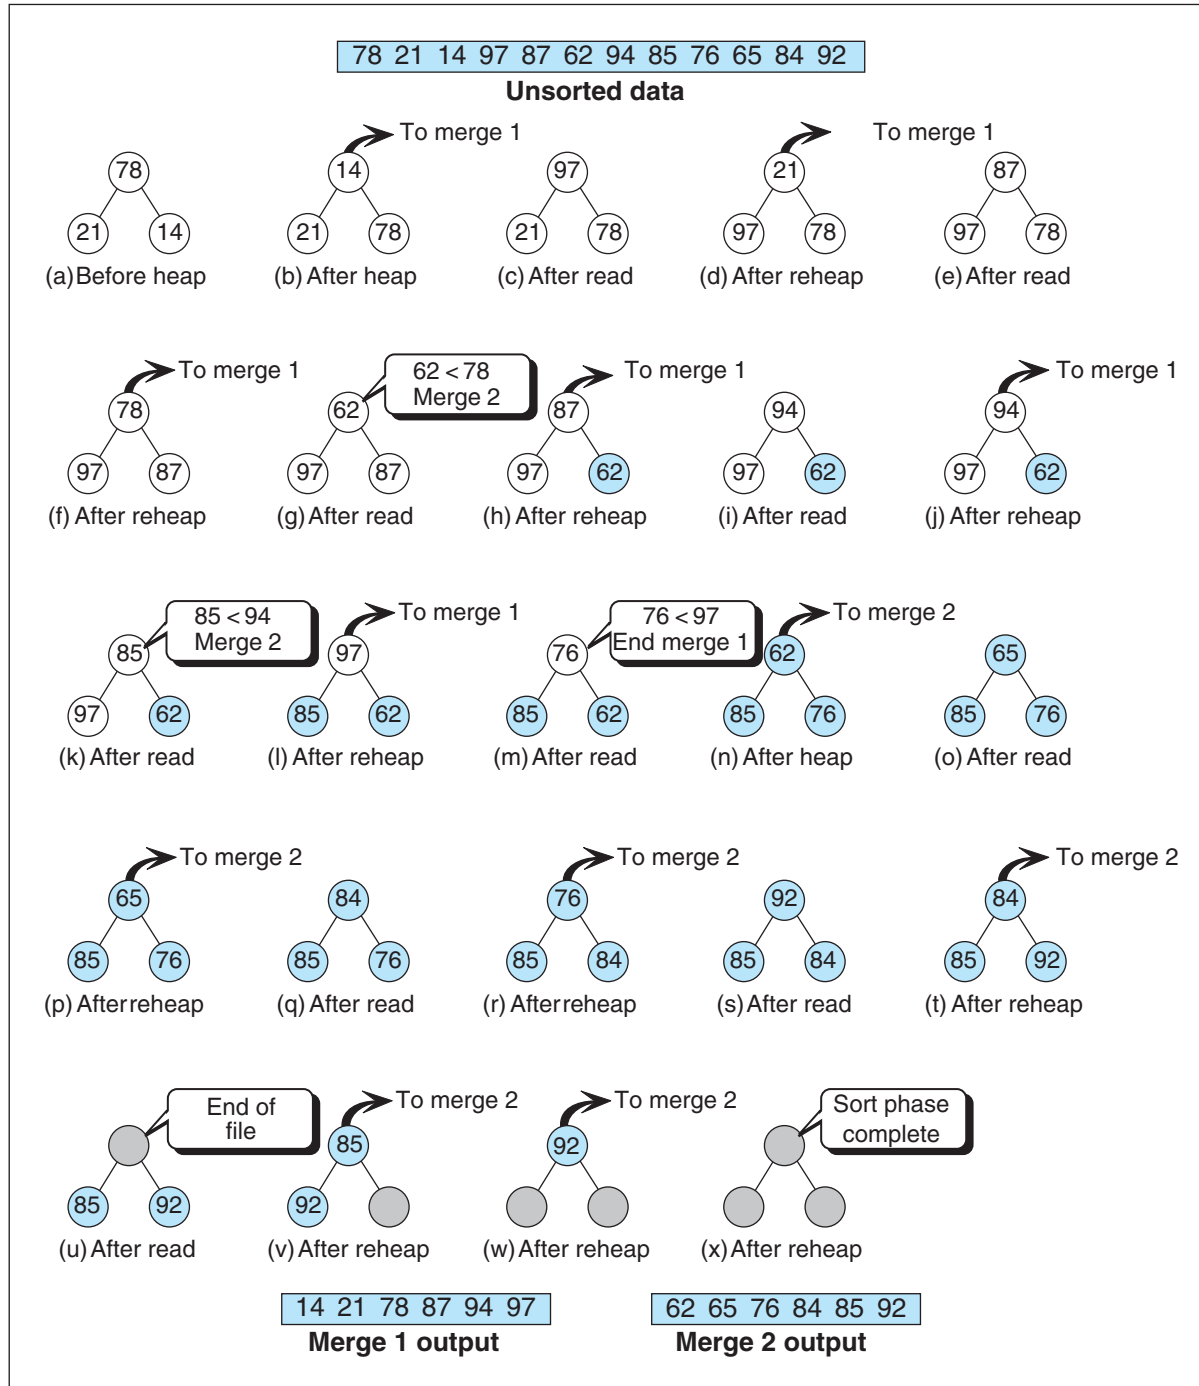 78 21 14 97 87 62 94 85 76 65 84 92
Unsorted data
To merge 1
To merge 1
78
14
97
21
87
21 14
21 78
21 78
97 78
97 78
(a) Before heap
(b) After heap
(c) After read
(d) After reheap
(e) After read
To merge 1
62 < 78
Merge 2
To merge 1
To merge 1
78
62
87
94
94
97 87
97 87
97 62
97 62
97 62
(f) After reheap
(g) After read
(h) After reheap
(i) After read
(j) After reheap
85 < 94
Merge 2
To merge 1
76 < 97
End merge 1
To merge 2
85
97
76
62
65
97 62
85 62
85 62
85 76
85 76
(k) After read
(l) After reheap
(m) After read
(n) After heap
(o) After read
To merge 2
To merge 2
To merge 2
65
84
76
92
84
85 76
85 76
85 84
85 84
85 92
(p) After reheap
(q) After read
(r) After reheap
(s) After read
(t) After reheap
End of
file
To merge 2
To merge 2
Sort phase
complete
85
92
85 92
92
(u) After read
(v) After reheap
(w) After reheap
(x) After reheap
14 21 78 87 94 97
62 65 76 84 85 92
Merge 1 output
Merge 2 output